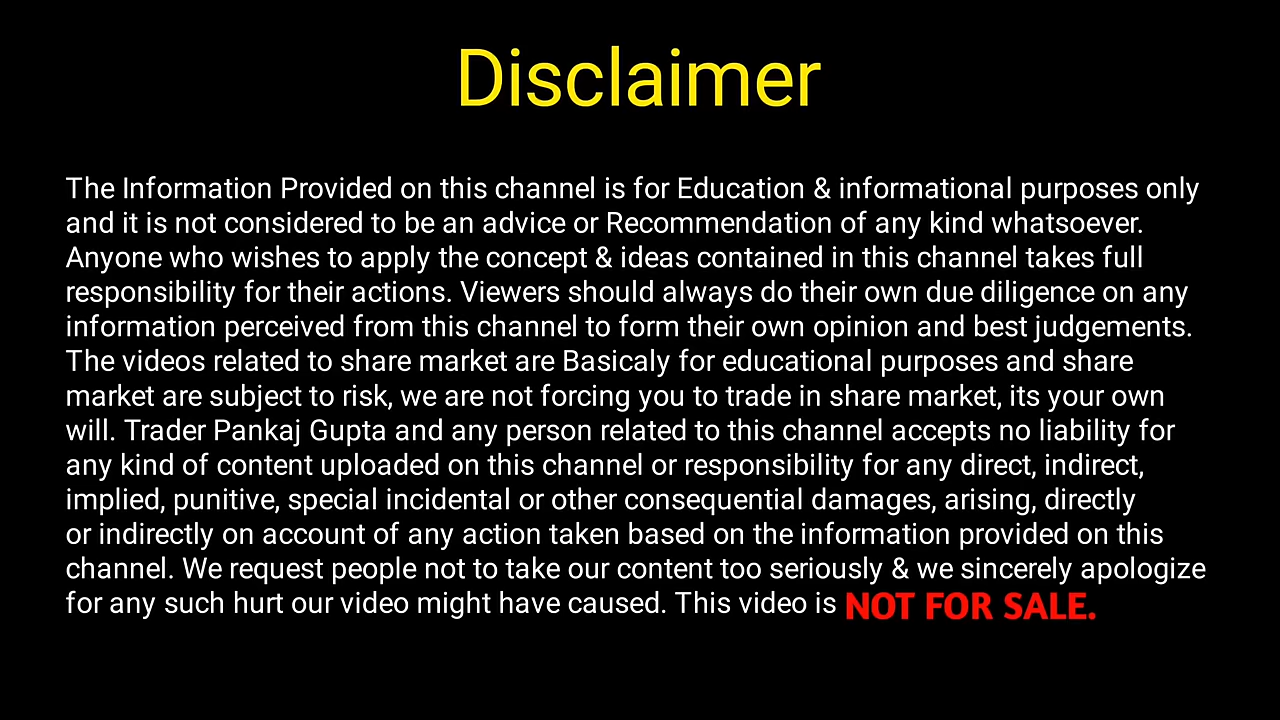 Disclaimer
The Information Provided on this channel is for Education & informational purposes only
and it is not considered to be an advice or Recommendation of any kind whatsoever.
Anyone who wishes to apply the concept & ideas contained in this channel takes full
responsibility for their actions. Viewers should always do their own due diligence on any
information perceived from this channel to form their own opinion and best judgements.
The videos related to share market are Basicaly for educational purposes and share
market are subject to risk, we are not forcing you to trade in share market, its your own
will. Trader Pankaj Gupta and any person related to this channel accepts no liability for
any kind of content uploaded on this channel or responsibility for any direct, indirect,
implied, punitive, special incidental or other consequential damages, arising, directly
or indirectly on account of any action taken based on the information provided on this
channel. We request people not to take our content too seriously & we sincerely apologize
for any such hurt our video might have caused. This video is NOT FOR SALE.